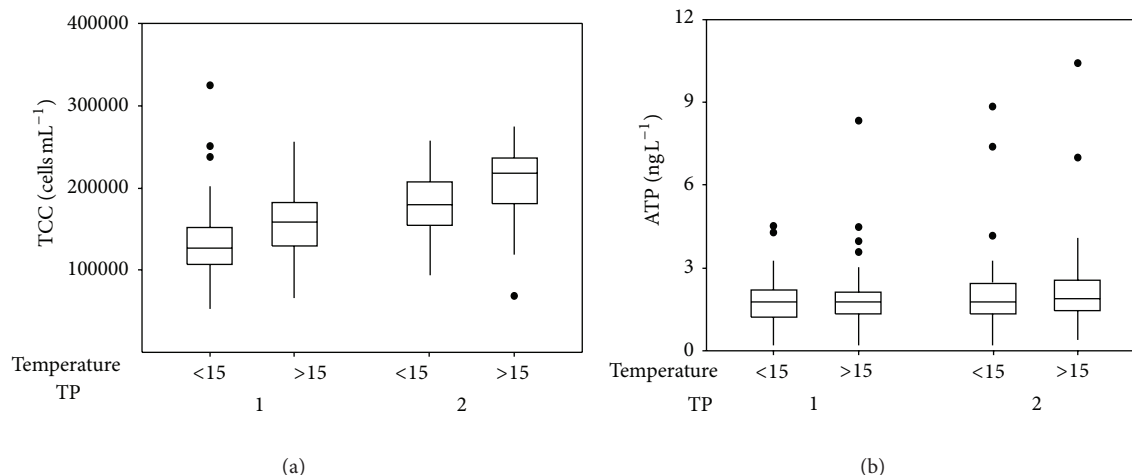 400000
300000
200000
100000
TCC (cells mL⁻¹)
Temperature <15 >15 <15 >15
TP 1 2
(a)
12
9
6
3
0
ATP (ng L⁻¹)
Temperature <15 >15 <15 >15
TP 1 2
(b)